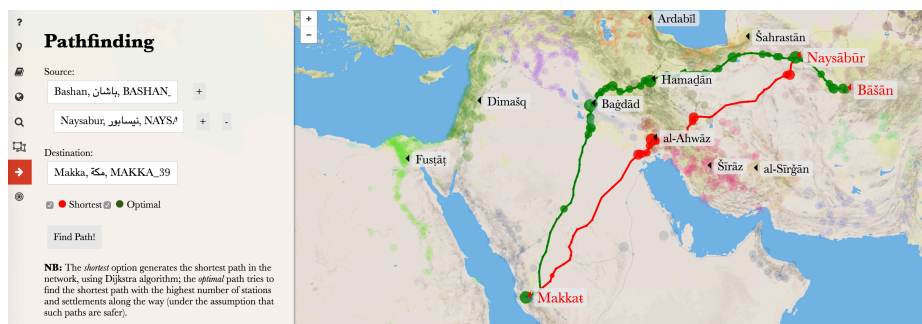 ?
Pathfinding
Source:
Bashan, باشان, BASHAN_
+
Naysabur, نيسابور, NAYSA
+ -
Destination:
Makka, مكة, MAKKA_39
Shortest Optimal
Find Path!
NB: The shortest option generates the shortest path in the
network, using Dijkstra algorithm; the optimal path tries to
find the shortest path with the highest number of stations
and settlements along the way (under the assumption that
such paths are safer).
+
−
Ardabīl
Šahrastān
Naysābūr
Hamaḏān
Bāšān
Dimašq
Baġdād
al-Ahwāz
Fusṭāṭ
Šīrāz
al-Sīrǧān
Makkaŧ